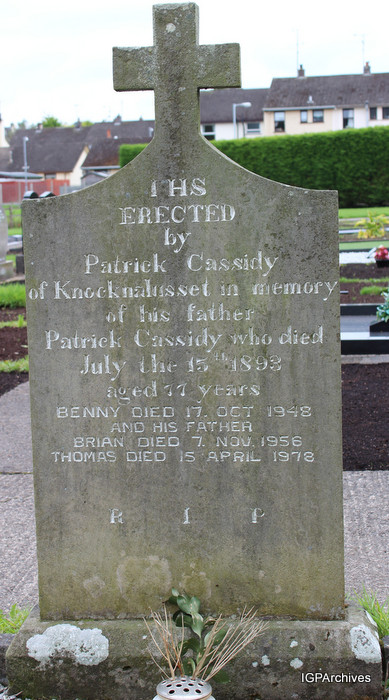 IHS
ERECTED
by
Patrick Cassidy
of Knocknalusset in memory
of his father
Patrick Cassidy who died
July the 15th 1893
aged 77 years
BENNY DIED 17. OCT 1948
AND HIS FATHER
BRIAN DIED 7. NOV. 1956
THOMAS DIED 15 APRIL 1978
R I P
IGPArchives